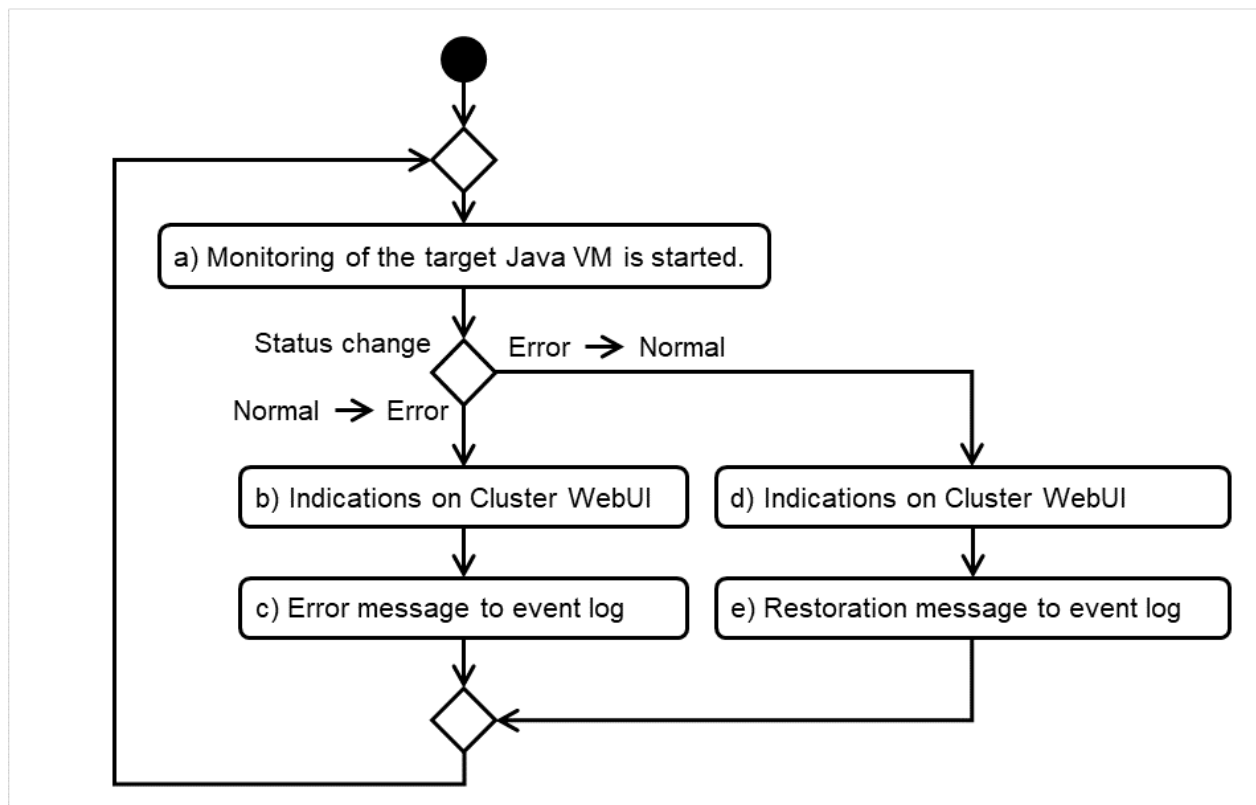 a) Monitoring of the target Java VM is started.
Status change
Error → Normal
Normal → Error
b) Indications on Cluster WebUI
d) Indications on Cluster WebUI
c) Error message to event log
e) Restoration message to event log